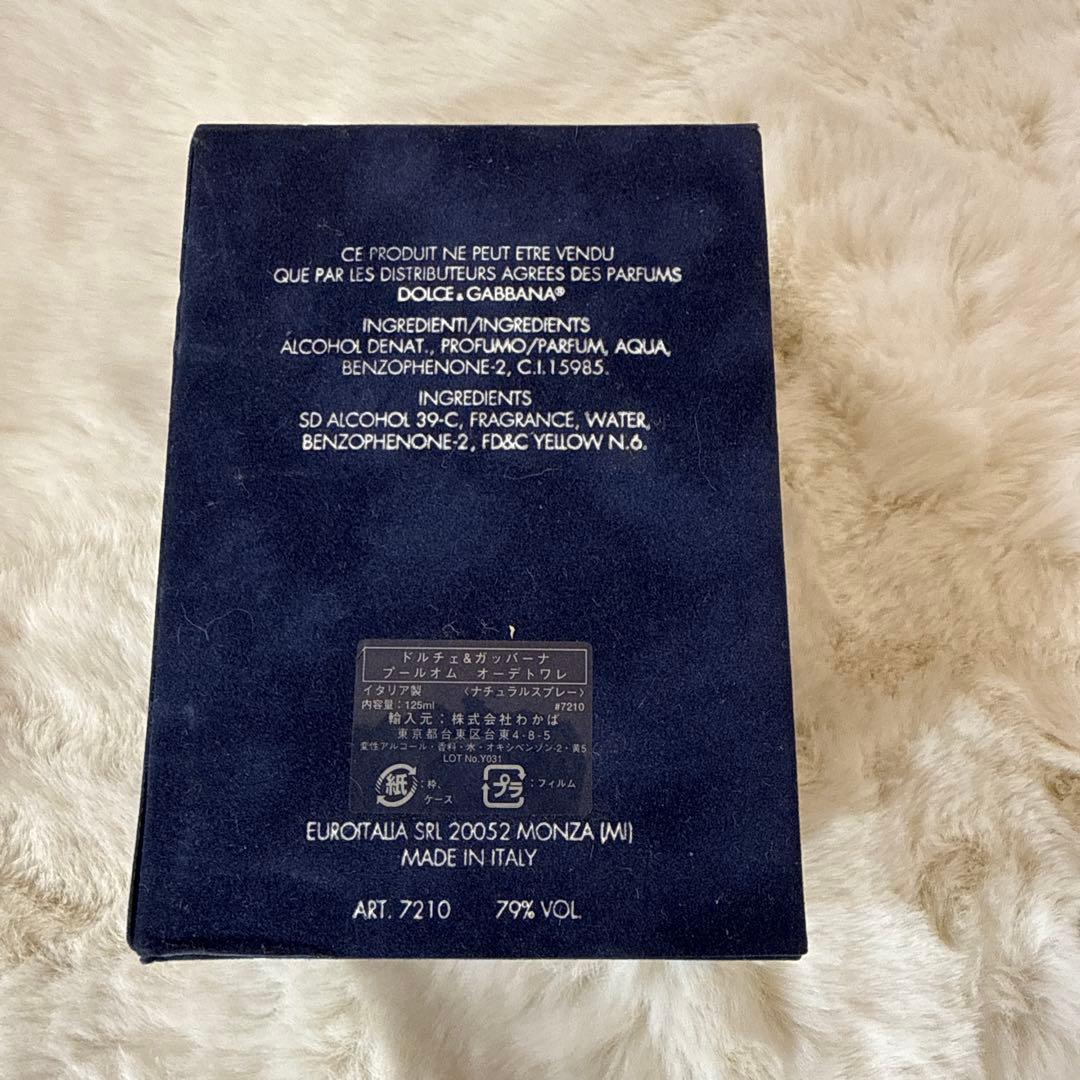 CE PRODUIT NE PEUT ETRE VENDU
QUE PAR LES DISTRIBUTEURS AGREES DES PARFUMS
DOLCE & GABBANA®
INGREDIENTI/INGREDIENTS
ALCOHOL DENAT., PROFUMO/PARFUM, AQUA,
BENZOPHENONE-2, C.I.15985.
INGREDIENTS
SD ALCOHOL 39-C, FRAGRANCE, WATER,
BENZOPHENONE-2, FD&C YELLOW N.6.
ドルチェ&ガッバーナ
プールオム オーデトワレ
イタリア製 〈ナチュラルスプレー〉
内容量:125ml #7210
輸入元:株式会社わかば
東京都台東区台東4-8-5
変性アルコール・香料・水・オキシベンゾン-2・黄5
LOT No.Y031
紙:枠、
ケース
プラ:フィルム
EUROITALIA SRL 20052 MONZA (MI)
MADE IN ITALY
ART. 7210 79% VOL.